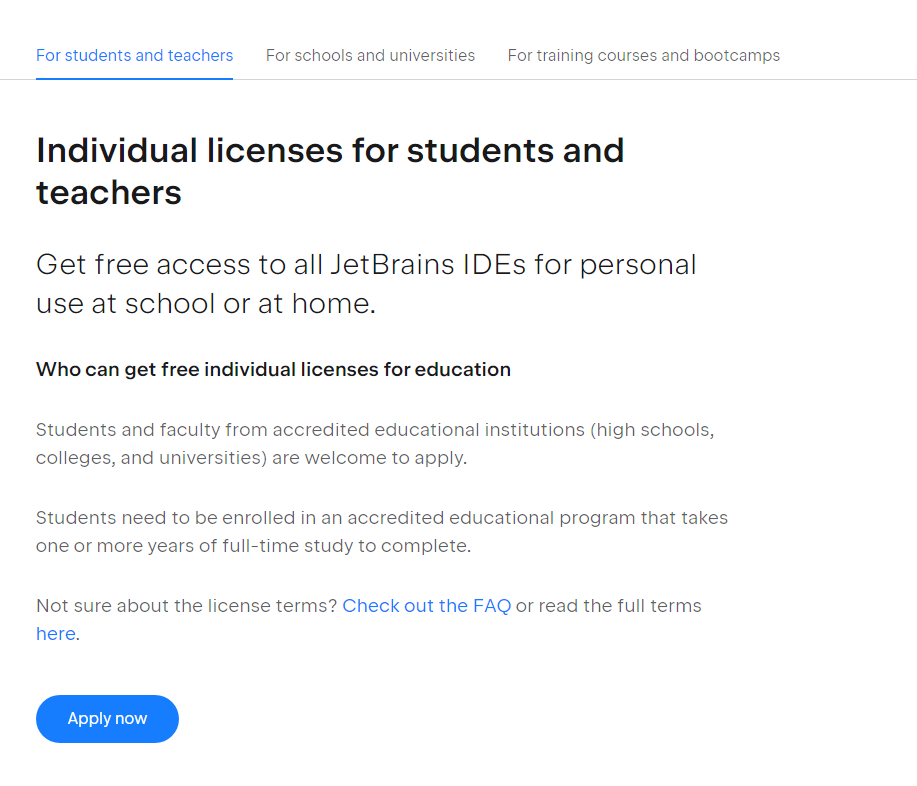 For students and teachers
For schools and universities
For training courses and bootcamps
Individual licenses for students and
teachers
Get free access to all JetBrains IDEs for personal
use at school or at home.
Who can get free individual licenses for education
Students and faculty from accredited educational institutions (high schools,
colleges, and universities) are welcome to apply.
Students need to be enrolled in an accredited educational program that takes
one or more years of full-time study to complete.
Not sure about the license terms? Check out the FAQ or read the full terms
here.
Apply now